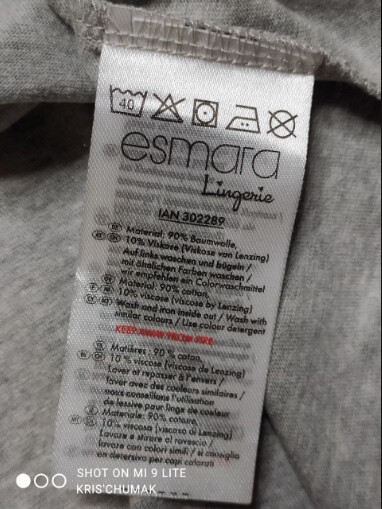 40
esmara
Lingerie
IAN 302289
Material: 90% Baumwolle,
10% Viskose (Viskose von Lenzing)
Auf links waschen und bügeln /
mit ähnlichen Farben waschen /
wir empfehlen ein Colorwaschmittel
Material: 90% cotton,
10% viscose (viscose by Lenzing)
Wash and iron inside out / Wash with
similar colours / Use colour detergent
KEEP AWAY FROM FIRE
Matières : 90 % coton,
10 % viscose (viscose de Lenzing)
Laver et repasser à l'envers /
laver avec des couleurs similaires /
nous conseillons l'utilisation
de lessive pour linge de couleur
Materiale: 90% cotone,
10% viscosa (viscosa di Lenzing)
Lavare e stirare al rovescio /
lavare con colori simili / si consiglia
un detersivo per capi colorati
SHOT ON MI 9 LITE
KRIS'CHUMAK